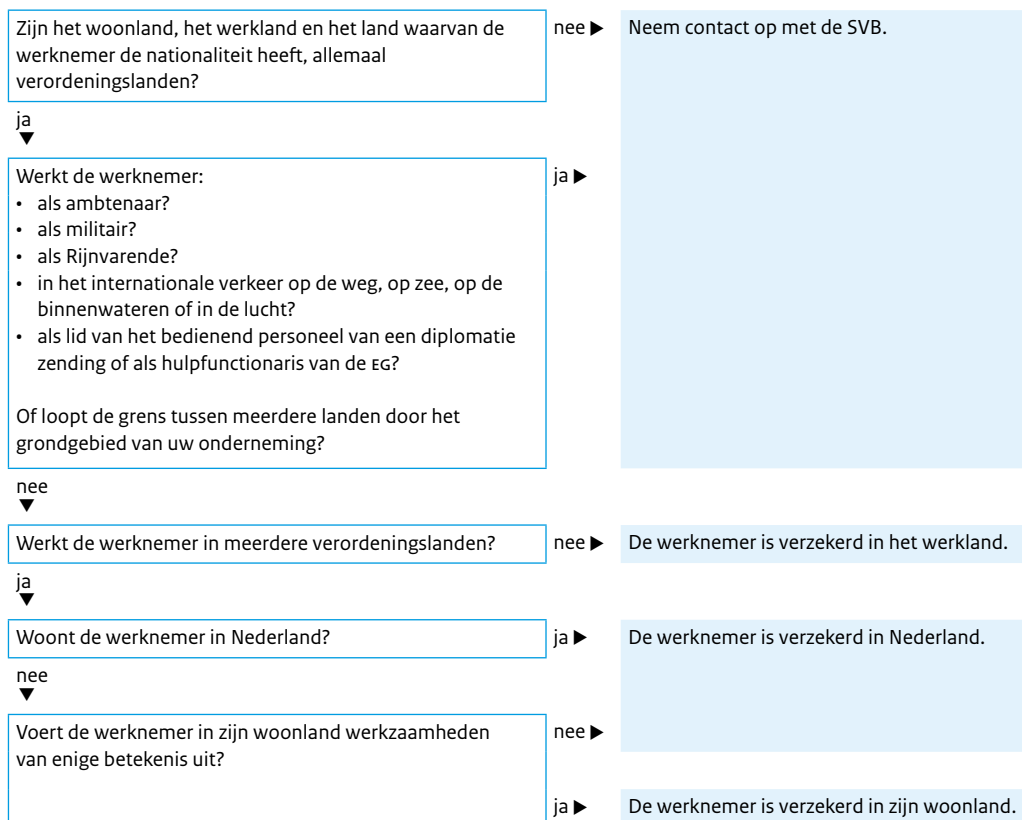 Zijn het woonland, het werkland en het land waarvan de
werknemer de nationaliteit heeft, allemaal
verordeningslanden?
nee ▶
Neem contact op met de SVB.
ja
▼
Werkt de werknemer:
• als ambtenaar?
• als militair?
• als Rijnvarende?
• in het internationale verkeer op de weg, op zee, op de
binnenwateren of in de lucht?
• als lid van het bedienend personeel van een diplomatie
zending of als hulpfunctionaris van de EG?
Of loopt de grens tussen meerdere landen door het
grondgebied van uw onderneming?
ja ▶
nee
▼
Werkt de werknemer in meerdere verordeningslanden?
nee ▶
De werknemer is verzekerd in het werkland.
ja
▼
Woont de werknemer in Nederland?
ja ▶
De werknemer is verzekerd in Nederland.
nee
▼
Voert de werknemer in zijn woonland werkzaamheden
van enige betekenis uit?
nee ▶
ja ▶
De werknemer is verzekerd in zijn woonland.